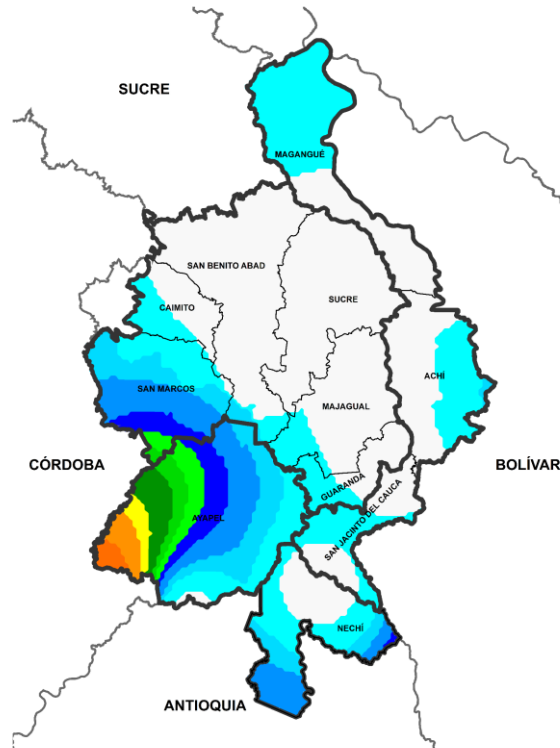 SUCRE
MAGANGUÉ
SAN BENITO ABAD
SUCRE
CAIMITO
ACHÍ
SAN MARCOS
MAJAGUAL
CÓRDOBA
BOLÍVAR
GUARANDA
AYAPEL
SAN JACINTO DEL CAUCA
NECHÍ
ANTIOQUIA